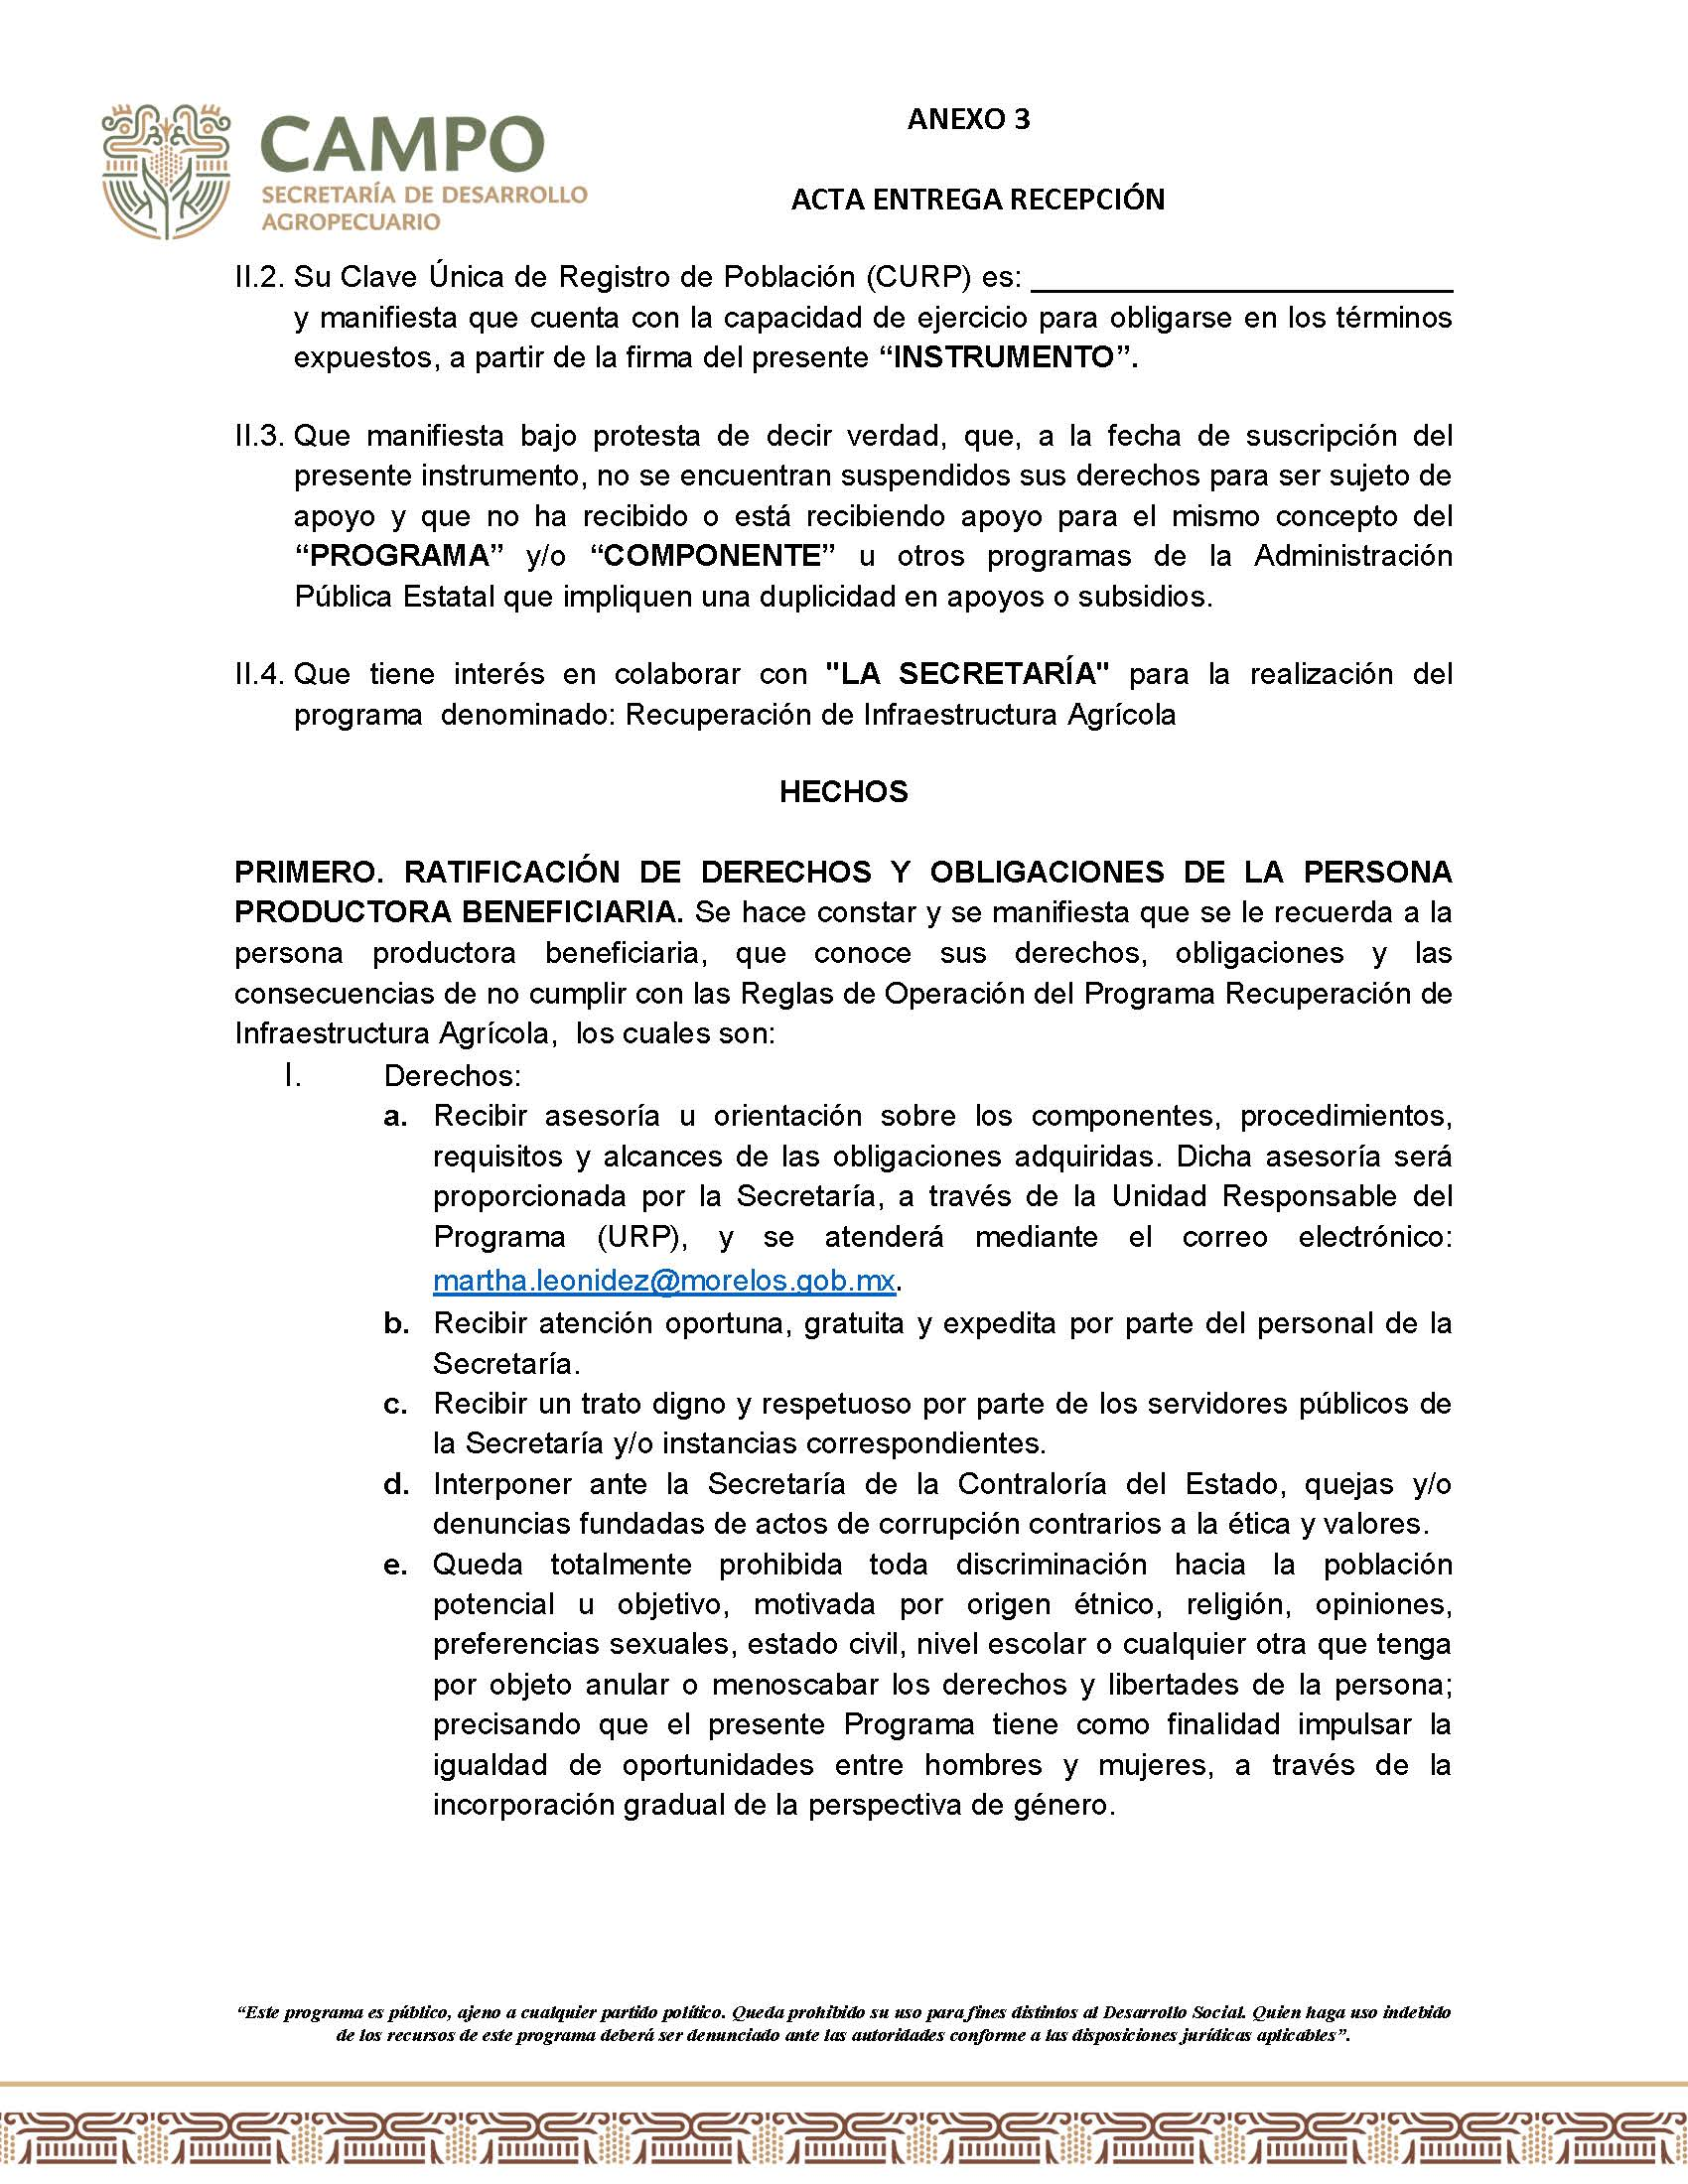 CAMPO
SECRETARÍA DE DESARROLLO
AGROPECUARIO
ANEXO 3
ACTA ENTREGA RECEPCIÓN
II.2. Su Clave Única de Registro de Población (CURP) es: __________________________
y manifiesta que cuenta con la capacidad de ejercicio para obligarse en los términos
expuestos, a partir de la firma del presente “INSTRUMENTO”.
II.3. Que manifiesta bajo protesta de decir verdad, que, a la fecha de suscripción del
presente instrumento, no se encuentran suspendidos sus derechos para ser sujeto de
apoyo y que no ha recibido o está recibiendo apoyo para el mismo concepto del
“PROGRAMA” y/o “COMPONENTE” u otros programas de la Administración
Pública Estatal que impliquen una duplicidad en apoyos o subsidios.
II.4. Que tiene interés en colaborar con "LA SECRETARÍA" para la realización del
programa denominado: Recuperación de Infraestructura Agrícola
HECHOS
PRIMERO. RATIFICACIÓN DE DERECHOS Y OBLIGACIONES DE LA PERSONA
PRODUCTORA BENEFICIARIA. Se hace constar y se manifiesta que se le recuerda a la
persona productora beneficiaria, que conoce sus derechos, obligaciones y las
consecuencias de no cumplir con las Reglas de Operación del Programa Recuperación de
Infraestructura Agrícola, los cuales son:
I. Derechos:
a. Recibir asesoría u orientación sobre los componentes, procedimientos,
requisitos y alcances de las obligaciones adquiridas. Dicha asesoría será
proporcionada por la Secretaría, a través de la Unidad Responsable del
Programa (URP), y se atenderá mediante el correo electrónico:
martha.leonidez@morelos.gob.mx.
b. Recibir atención oportuna, gratuita y expedita por parte del personal de la
Secretaría.
c. Recibir un trato digno y respetuoso por parte de los servidores públicos de
la Secretaría y/o instancias correspondientes.
d. Interponer ante la Secretaría de la Contraloría del Estado, quejas y/o
denuncias fundadas de actos de corrupción contrarios a la ética y valores.
e. Queda totalmente prohibida toda discriminación hacia la población
potencial u objetivo, motivada por origen étnico, religión, opiniones,
preferencias sexuales, estado civil, nivel escolar o cualquier otra que tenga
por objeto anular o menoscabar los derechos y libertades de la persona;
precisando que el presente Programa tiene como finalidad impulsar la
igualdad de oportunidades entre hombres y mujeres, a través de la
incorporación gradual de la perspectiva de género.
“Este programa es público, ajeno a cualquier partido político. Queda prohibido su uso para fines distintos al Desarrollo Social. Quien haga uso indebido
de los recursos de este programa deberá ser denunciado ante las autoridades conforme a las disposiciones jurídicas aplicables”.